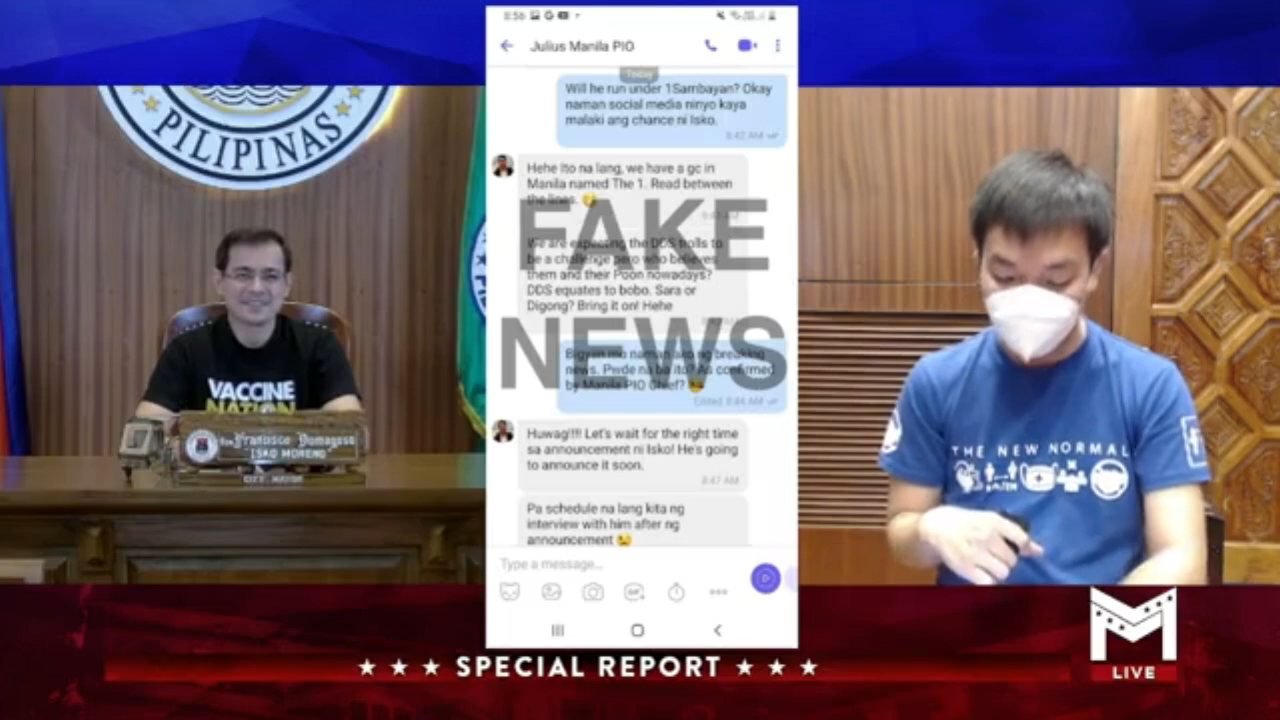 PILIPINAS
VACCINE
NATION
Francisco Domagoso
ISKO MORENO
CITY MAYOR
8:56
Julius Manila PIO
Today
Will he run under 1Sambayan? Okay
naman social media ninyo kaya
malaki ang chance ni Isko.
8:42 AM
Hehe Ito na lang, we have a gc in
Manila named The 1. Read between
the lines.
We are expecting the DDS trolls to
be a challenge pero who believes
them and their Poon nowadays?
DDS equates to bobo. Sara or
Digong? Bring it on! Hehe
FAKE
NEWS
Bigyan mo naman ako ng breaking
news. Pwde na ba ito? As confirmed
by Manila PIO Chief?
Edited 8:44 AM
Huwag!!!! Let's wait for the right time
sa announcement ni Isko! He's going
to announce it soon.
8:47 AM
Pa schedule na lang kita ng
interview with him after ng
announcement
Type a message...
GIF
THE NEW NORMAL
★ ★ ★ SPECIAL REPORT ★ ★ ★
M
LIVE